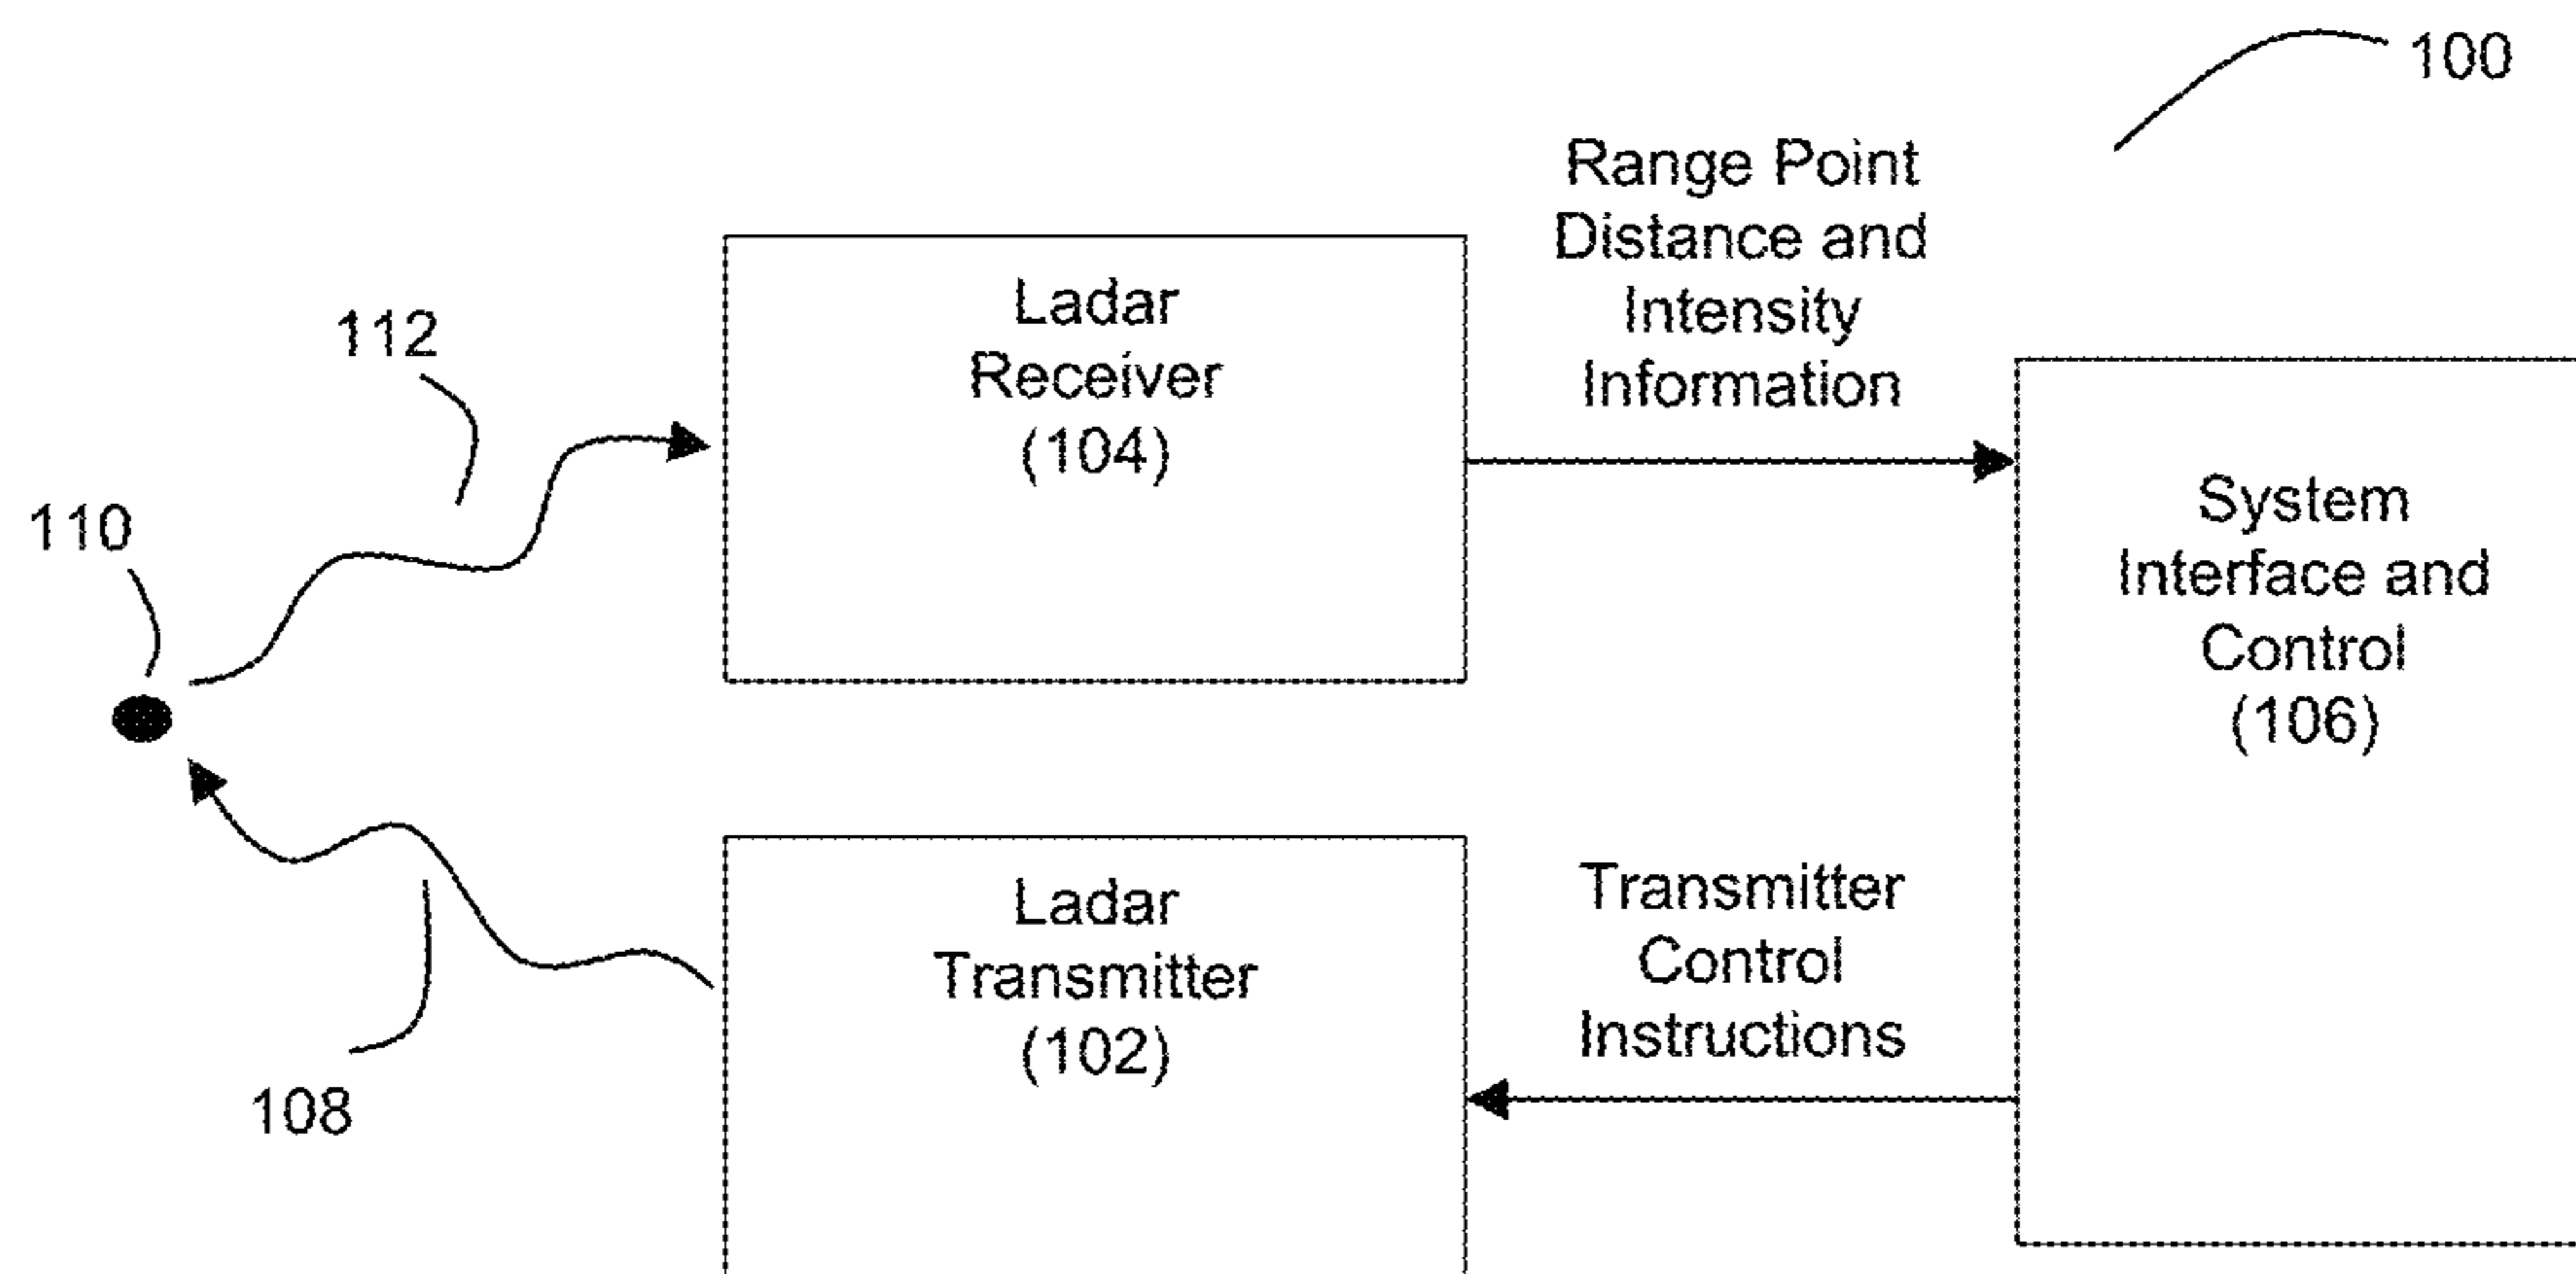 100
Range Point
Distance and
Intensity
Information
Ladar
Receiver
(104)
112
110
System
Interface and
Control
(106)
Ladar
Transmitter
(102)
Transmitter
Control
Instructions
108